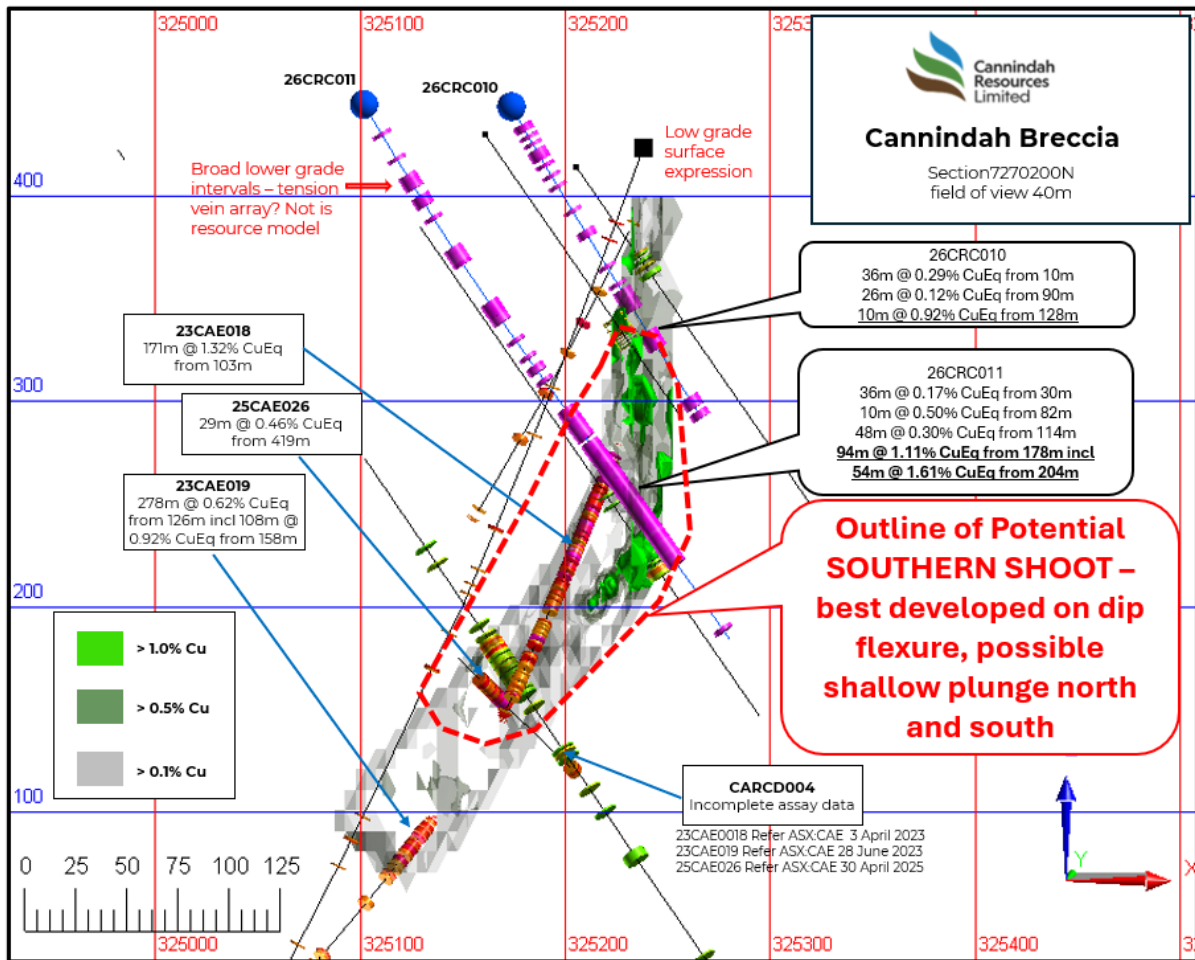 325000
325100
325200
3253
Cannindah
Resources
Limited
Cannindah Breccia
Section7270200N
field of view 40m
26CRC011
26CRC010
Low grade
surface
expression
Broad lower grade
intervals – tension
vein array? Not is
resource model
400
300
200
100
26CRC010
36m @ 0.29% CuEq from 10m
26m @ 0.12% CuEq from 90m
10m @ 0.92% CuEq from 128m
23CAE018
171m @ 1.32% CuEq
from 103m
26CRC011
36m @ 0.17% CuEq from 30m
10m @ 0.50% CuEq from 82m
48m @ 0.30% CuEq from 114m
94m @ 1.11% CuEq from 178m incl
54m @ 1.61% CuEq from 204m
25CAE026
29m @ 0.46% CuEq
from 419m
23CAE019
278m @ 0.62% CuEq
from 126m incl 108m @
0.92% CuEq from 158m
Outline of Potential
SOUTHERN SHOOT –
best developed on dip
flexure, possible
shallow plunge north
and south
> 1.0% Cu
> 0.5% Cu
> 0.1% Cu
CARCD004
Incomplete assay data
23CAE0018 Refer ASX:CAE 3 April 2023
23CAE019 Refer ASX:CAE 28 June 2023
25CAE026 Refer ASX:CAE 30 April 2025
0 25 50 75 100 125
Y
X
325000
325100
325200
325300
325400